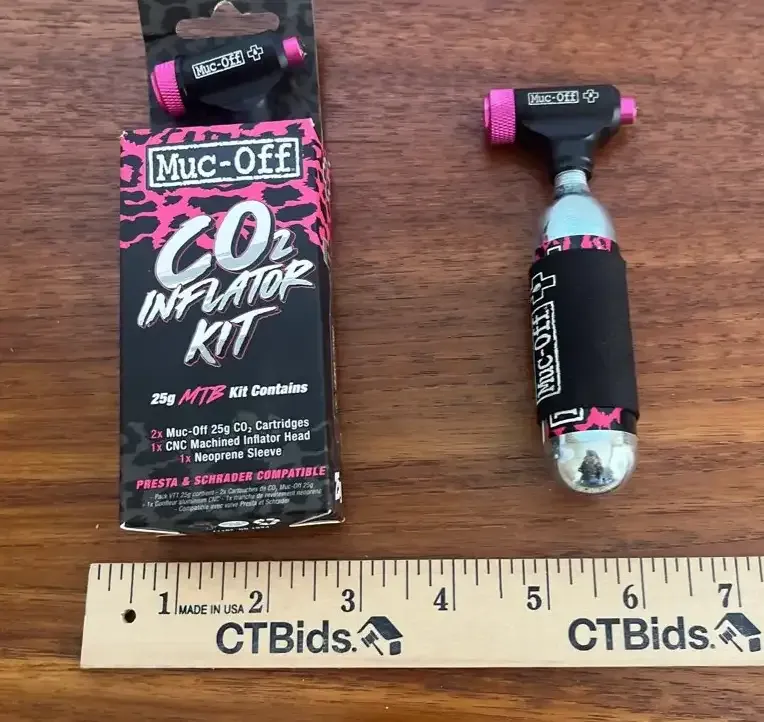 Muc-Off
Muc-Off
CO2
INFLATOR
KIT
25g MTB Kit Contains
2x Muc-Off 25g CO2 Cartridges
1x CNC Machined Inflator Head
1x Neoprene Sleeve
PRESTA & SCHRADER COMPATIBLE
Muc-Off
Muc-Off
1 MADE IN USA 2 3 4 5 6 7
CTBids. CTBids.